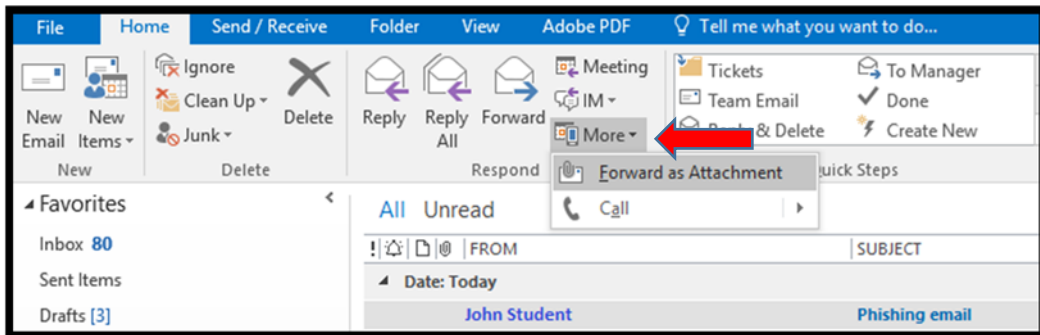 File Home Send / Receive Folder View Adobe PDF Tell me what you want to do...
New Email
New Items
Ignore
Clean Up
Junk
Delete
Reply
Reply All
Forward
Meeting
IM
More
Tickets
Team Email
Reply & Delete
To Manager
Done
Create New
New
Delete
Respond
Quick Steps
Forward as Attachment
Call
Favorites
Inbox 80
Sent Items
Drafts [3]
All Unread
! FROM SUBJECT
Date: Today
John Student Phishing email